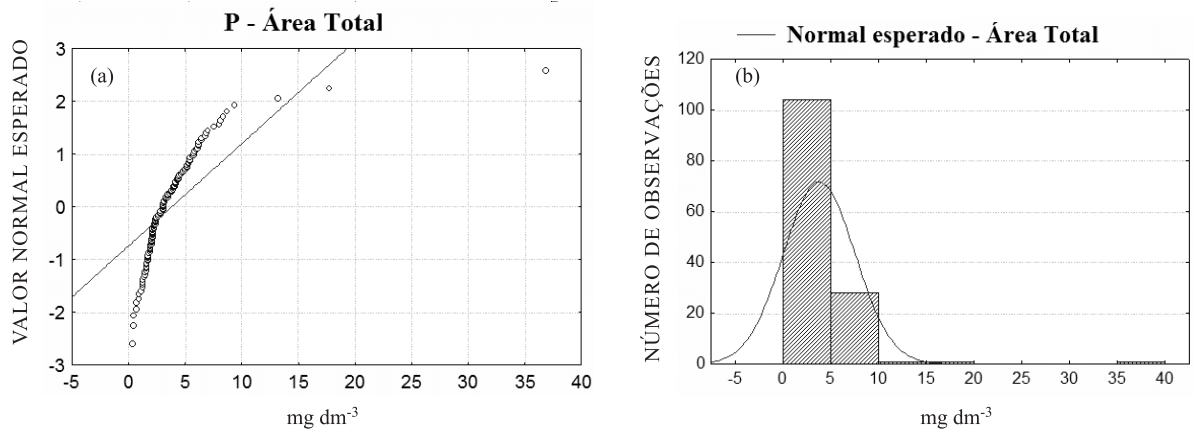 P - Área Total
(a)
VALOR NORMAL ESPERADO
3
2
1
0
-1
-2
-3
-5 0 5 10 15 20 25 30 35 40
mg dm-3
Normal esperado - Área Total
(b)
NÚMERO DE OBSERVAÇÕES
120
100
80
60
40
20
0
-5 0 5 10 15 20 25 30 35 40
mg dm-3